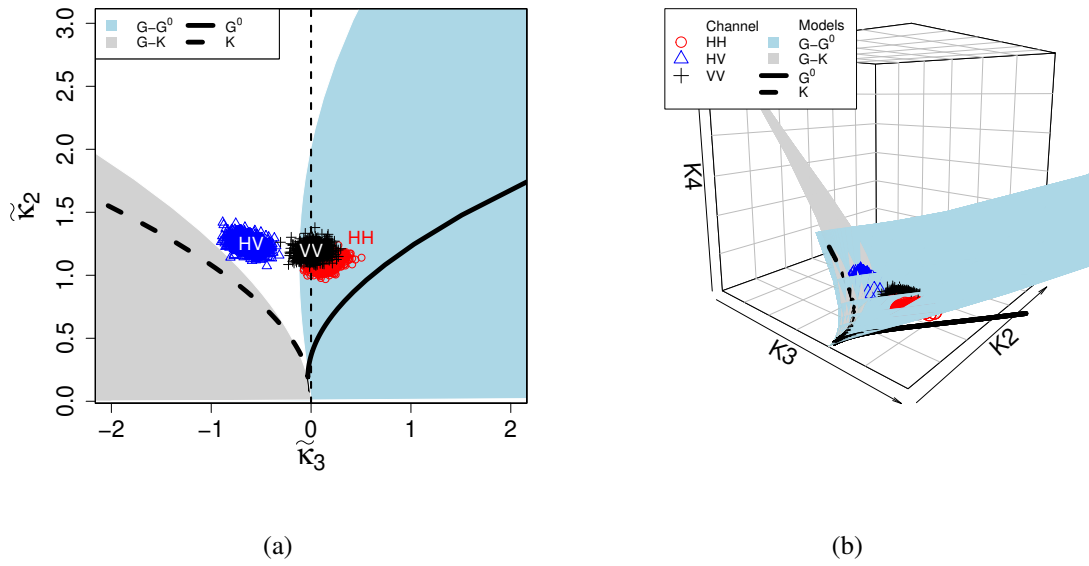 G−G⁰ G⁰
G−K K
0.0 0.5 1.0 1.5 2.0 2.5 3.0
κ̃₂
HV VV HH
−2 −1 0 1 2
κ̃₃
(a)
Channel Models
HH G−G⁰
HV G−K
VV G⁰
K
K4
K3
K2
(b)